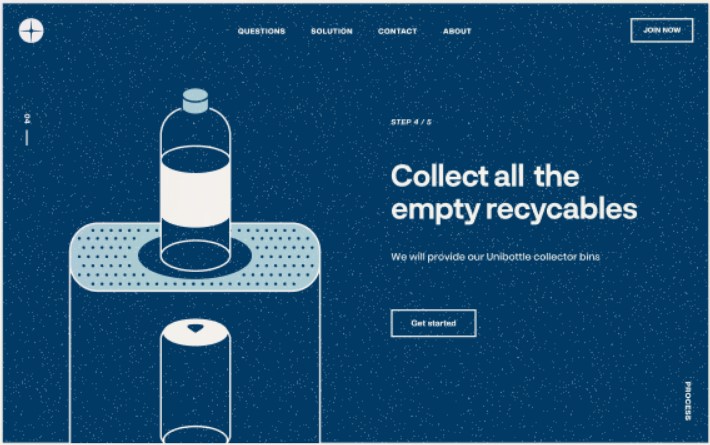 QUESTIONS SOLUTION CONTACT ABOUT
JOIN NOW
04
STEP 4 / 5
Collect all the
empty recycables
We will provide our Unibottle collector bins
Get started
PROCESS